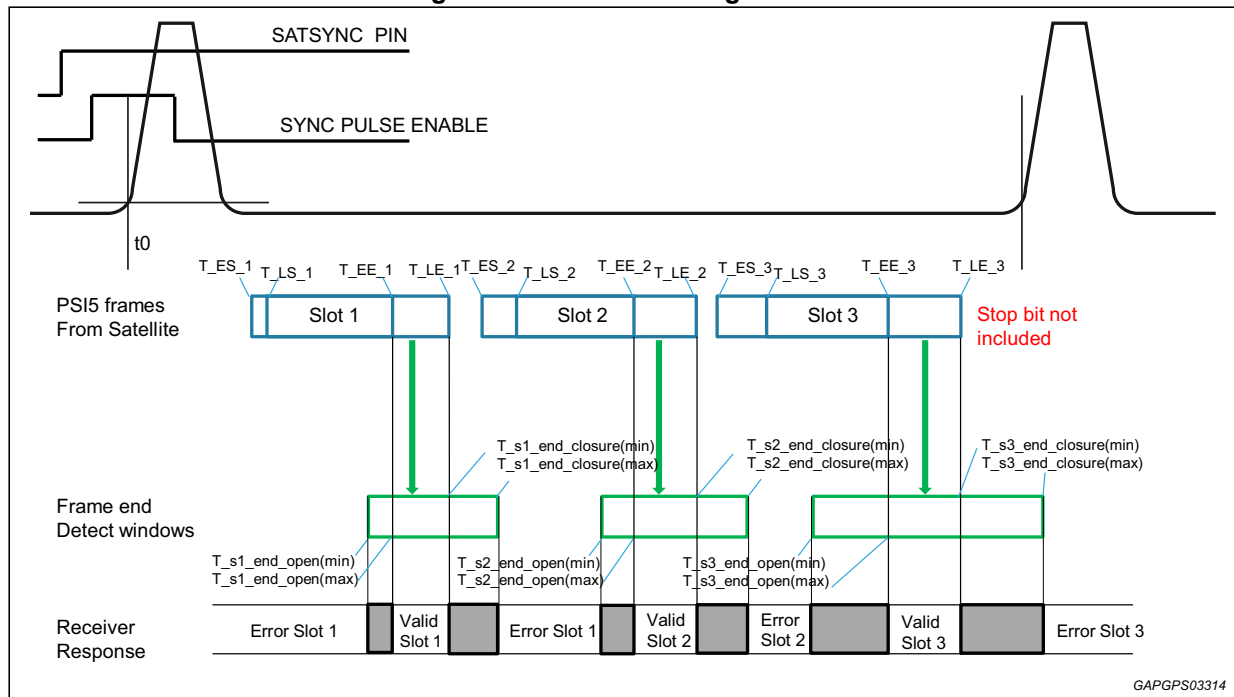 SATSYNC PIN
SYNC PULSE ENABLE
t0
T_ES_1
T_LS_1
T_EE_1
T_LE_1
T_ES_2
T_LS_2
T_EE_2
T_LE_2
T_ES_3
T_LS_3
T_EE_3
T_LE_3
PSI5 frames
From Satellite
Slot 1
Slot 2
Slot 3
Stop bit not
included
T_s1_end_closure(min)
T_s1_end_closure(max)
T_s2_end_closure(min)
T_s2_end_closure(max)
T_s3_end_closure(min)
T_s3_end_closure(max)
Frame end
Detect windows
T_s1_end_open(min)
T_s1_end_open(max)
T_s2_end_open(min)
T_s2_end_open(max)
T_s3_end_open(min)
T_s3_end_open(max)
Receiver
Response
Error Slot 1
Valid
Slot 1
Error Slot 1
Valid
Slot 2
Error
Slot 2
Valid
Slot 3
Error Slot 3
GAPGPS03314